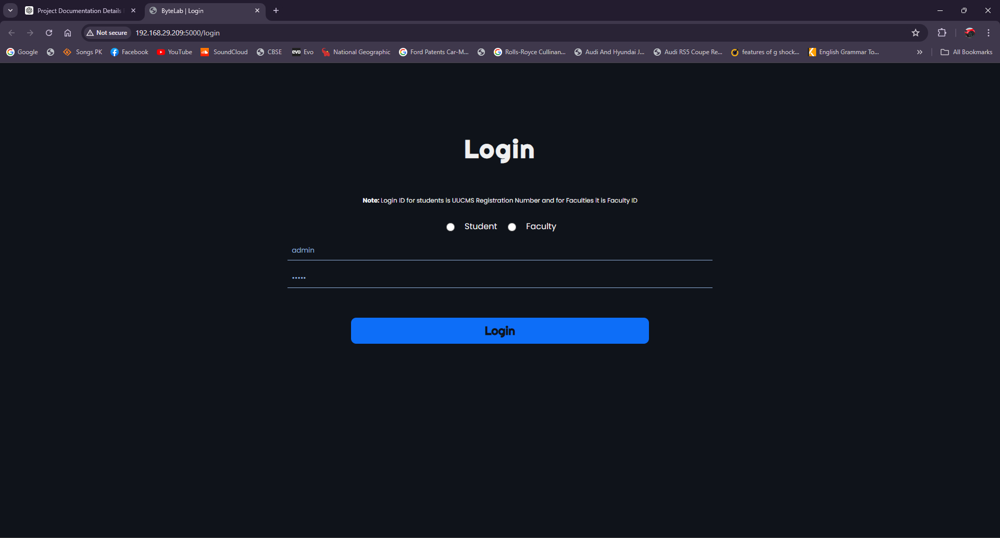 Project Documentation Details
ByteLab | Login
Not secure
192.168.29.209:5000/login
Google
Songs PK
Facebook
YouTube
SoundCloud
CBSE
evo Evo
National Geographic
Ford Patents Car-M...
Rolls-Royce Cullinan...
Audi And Hyundai J...
Audi RS5 Coupe Re...
features of g shock...
English Grammar To...
All Bookmarks
Login
Note: Login ID for students is UUCMS Registration Number and for Faculties it is Faculty ID
Student Faculty
admin
•••••
Login